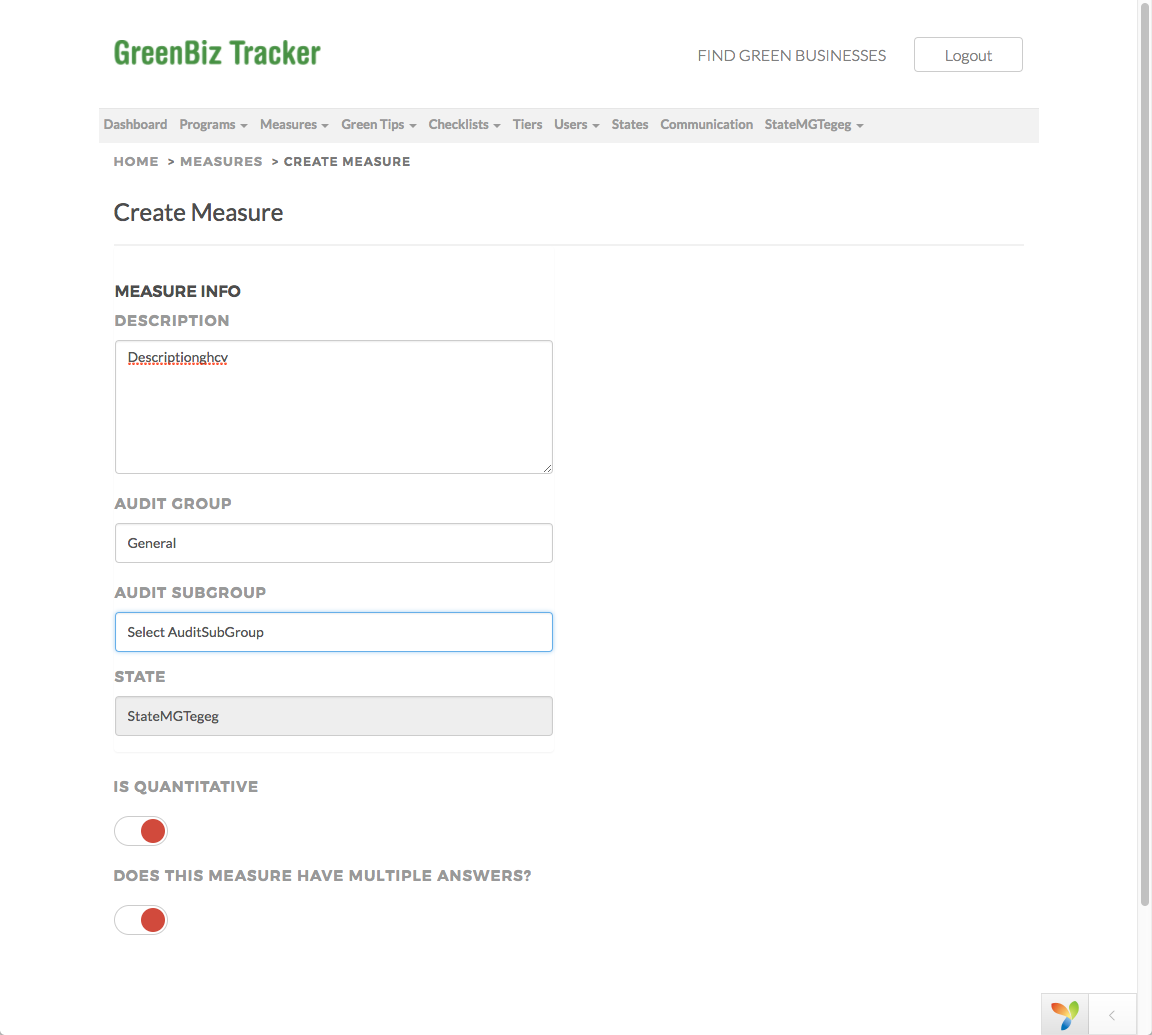 GreenBiz Tracker
FIND GREEN BUSINESSES
Logout
Dashboard Programs Measures Green Tips Checklists Tiers Users States Communication StateMGTegeg
HOME > MEASURES > CREATE MEASURE
Create Measure
MEASURE INFO
DESCRIPTION
Descriptionghcv
AUDIT GROUP
General
AUDIT SUBGROUP
Select AuditSubGroup
STATE
StateMGTegeg
IS QUANTITATIVE
DOES THIS MEASURE HAVE MULTIPLE ANSWERS?